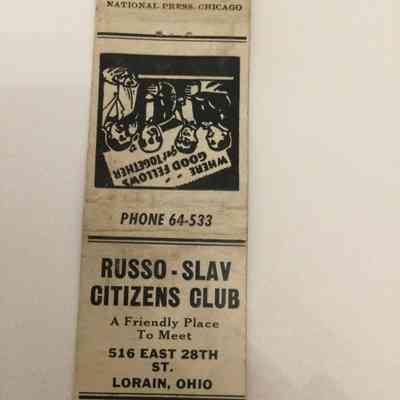 NATIONAL PRESS, CHICAGO
WHERE -
GOOD FELLOWS
Get TOGETHER
PHONE 64-533
RUSSO - SLAV
CITIZENS CLUB
A Friendly Place
To Meet
516 EAST 28TH
ST.
LORAIN, OHIO